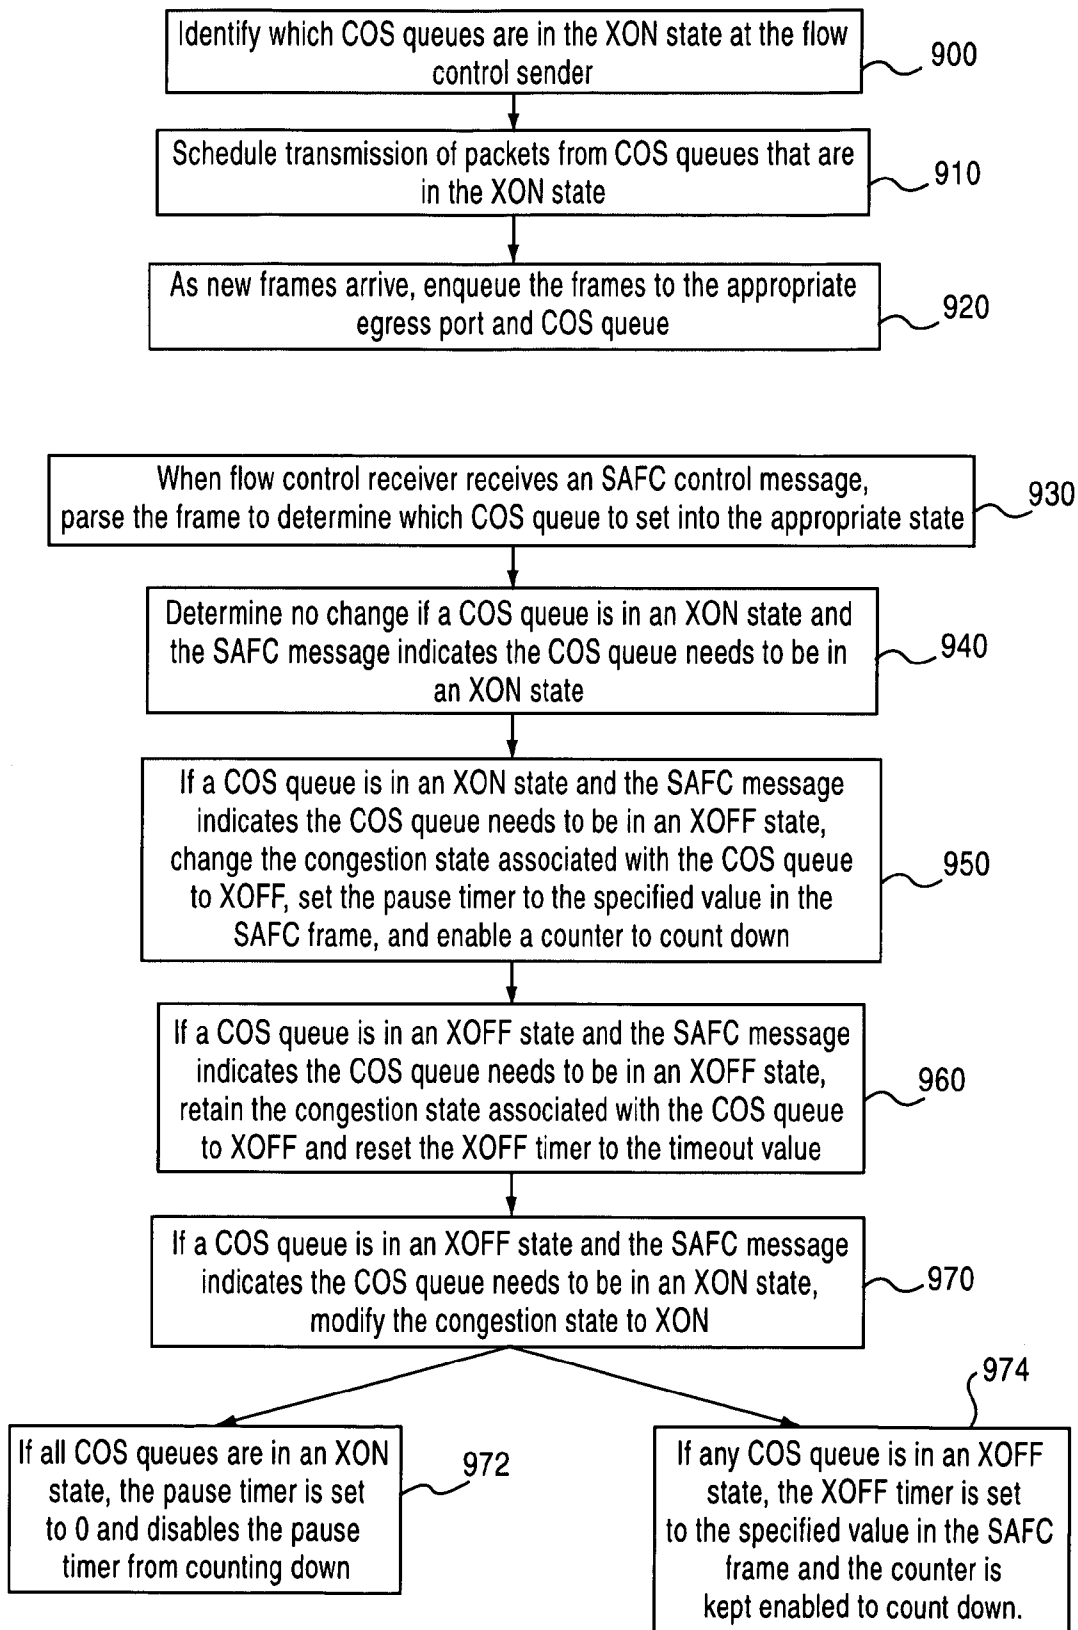 Identify which COS queues are in the XON state at the flow
control sender
900
Schedule transmission of packets from COS queues that are
in the XON state
910
As new frames arrive, enqueue the frames to the appropriate
egress port and COS queue
920
When flow control receiver receives an SAFC control message,
parse the frame to determine which COS queue to set into the appropriate state
930
Determine no change if a COS queue is in an XON state and
the SAFC message indicates the COS queue needs to be in
an XON state
940
If a COS queue is in an XON state and the SAFC message
indicates the COS queue needs to be in an XOFF state,
change the congestion state associated with the COS queue
to XOFF, set the pause timer to the specified value in the
SAFC frame, and enable a counter to count down
950
If a COS queue is in an XOFF state and the SAFC message
indicates the COS queue needs to be in an XOFF state,
retain the congestion state associated with the COS queue
to XOFF and reset the XOFF timer to the timeout value
960
If a COS queue is in an XOFF state and the SAFC message
indicates the COS queue needs to be in an XON state,
modify the congestion state to XON
970
If all COS queues are in an XON
state, the pause timer is set
to 0 and disables the pause
timer from counting down
972
974
If any COS queue is in an XOFF
state, the XOFF timer is set
to the specified value in the SAFC
frame and the counter is
kept enabled to count down.